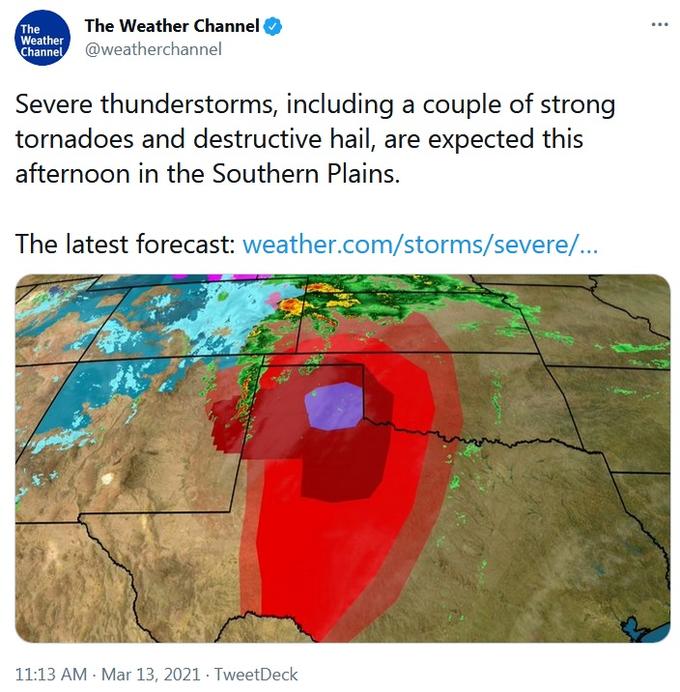 The
Weather
Channel
The Weather Channel
@weatherchannel
Severe thunderstorms, including a couple of strong
tornadoes and destructive hail, are expected this
afternoon in the Southern Plains.
The latest forecast: weather.com/storms/severe/...
11:13 AM · Mar 13, 2021 · TweetDeck